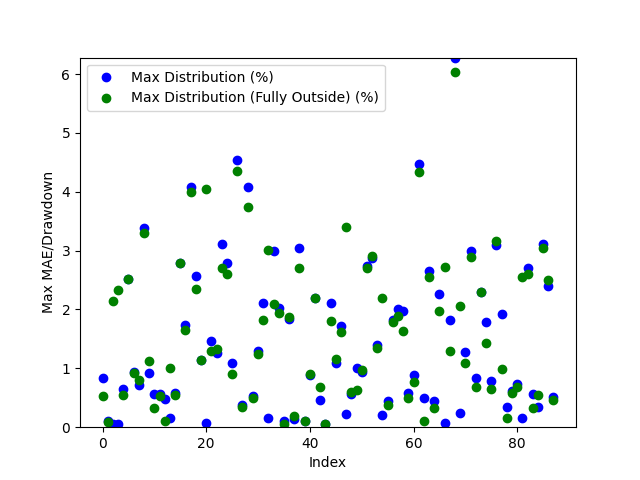 Max Distribution (%)
Max Distribution (Fully Outside) (%)
6
5
4
3
2
1
0
Max MAE/Drawdown
0 20 40 60 80
Index